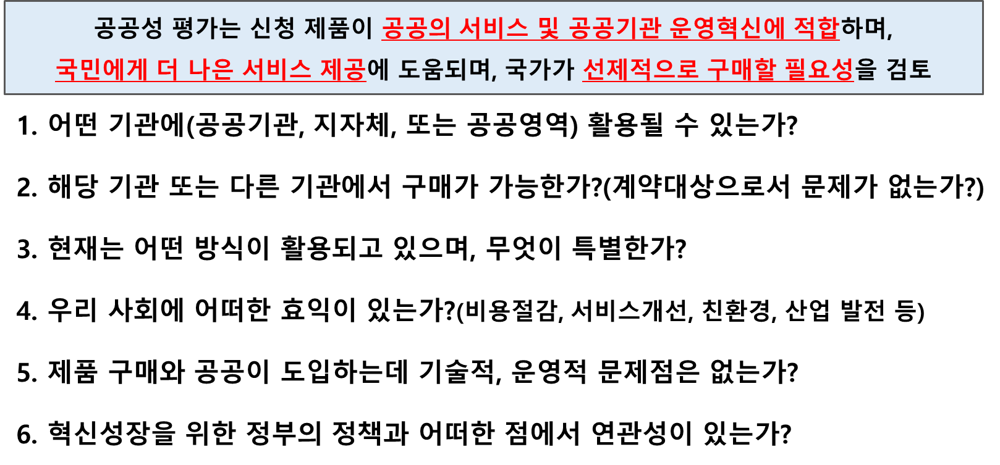 공공성 평가는 신청 제품이 공공의 서비스 및 공공기관 운영혁신에 적합하며,
국민에게 더 나은 서비스 제공에 도움되며, 국가가 선제적으로 구매할 필요성을 검토
1. 어떤 기관에(공공기관, 지자체, 또는 공공영역) 활용될 수 있는가?
2. 해당 기관 또는 다른 기관에서 구매가 가능한가?(계약대상으로서 문제가 없는가?)
3. 현재는 어떤 방식이 활용되고 있으며, 무엇이 특별한가?
4. 우리 사회에 어떠한 효익이 있는가?(비용절감, 서비스개선, 친환경, 산업 발전 등)
5. 제품 구매와 공공이 도입하는데 기술적, 운영적 문제점은 없는가?
6. 혁신성장을 위한 정부의 정책과 어떠한 점에서 연관성이 있는가?